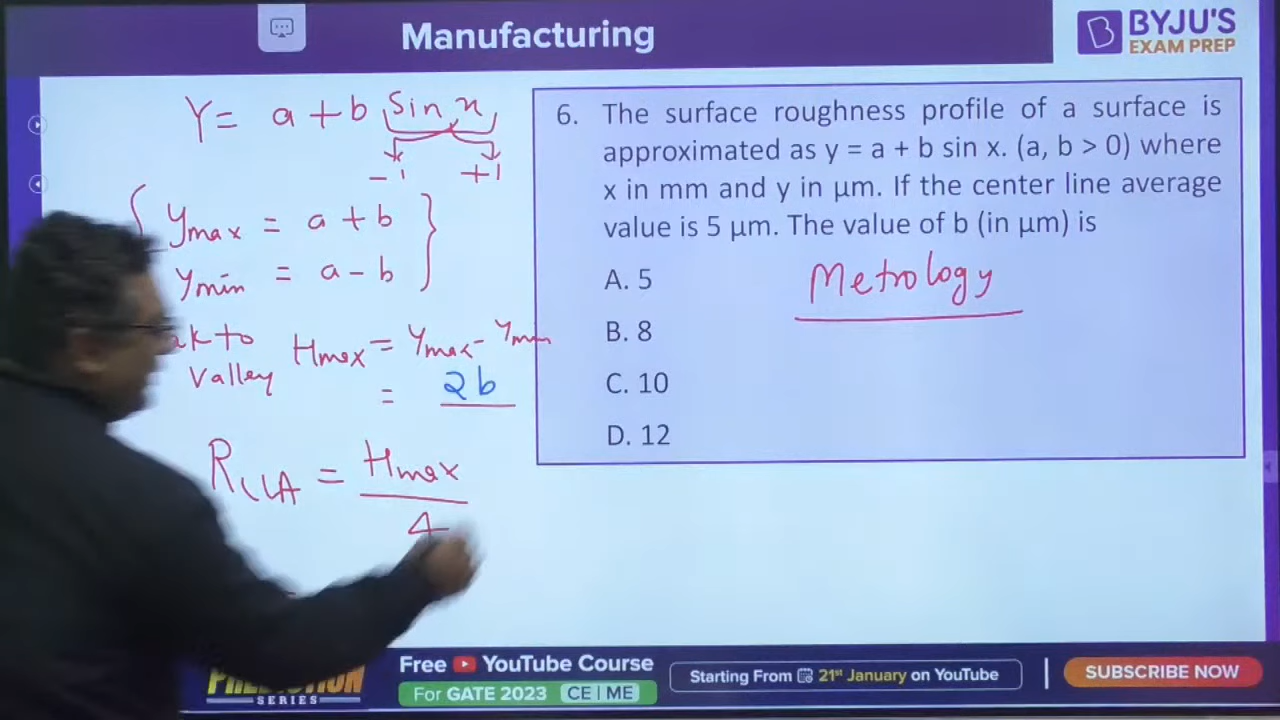 Manufacturing
BYJU'S
EXAM PREP
Y = a + b Sin x
-1 +1
Ymax = a + b
Ymin = a - b
Valley
Hmax = Ymax - Ymin
= 2b
RCLA = Hmax
4
6. The surface roughness profile of a surface is
approximated as y = a + b sin x. (a, b > 0) where
x in mm and y in µm. If the center line average
value is 5 µm. The value of b (in µm) is
Metrology
A. 5
B. 8
C. 10
D. 12
SERIES
Free YouTube Course
For GATE 2023 CE | ME
Starting From 21st January on YouTube
SUBSCRIBE NOW